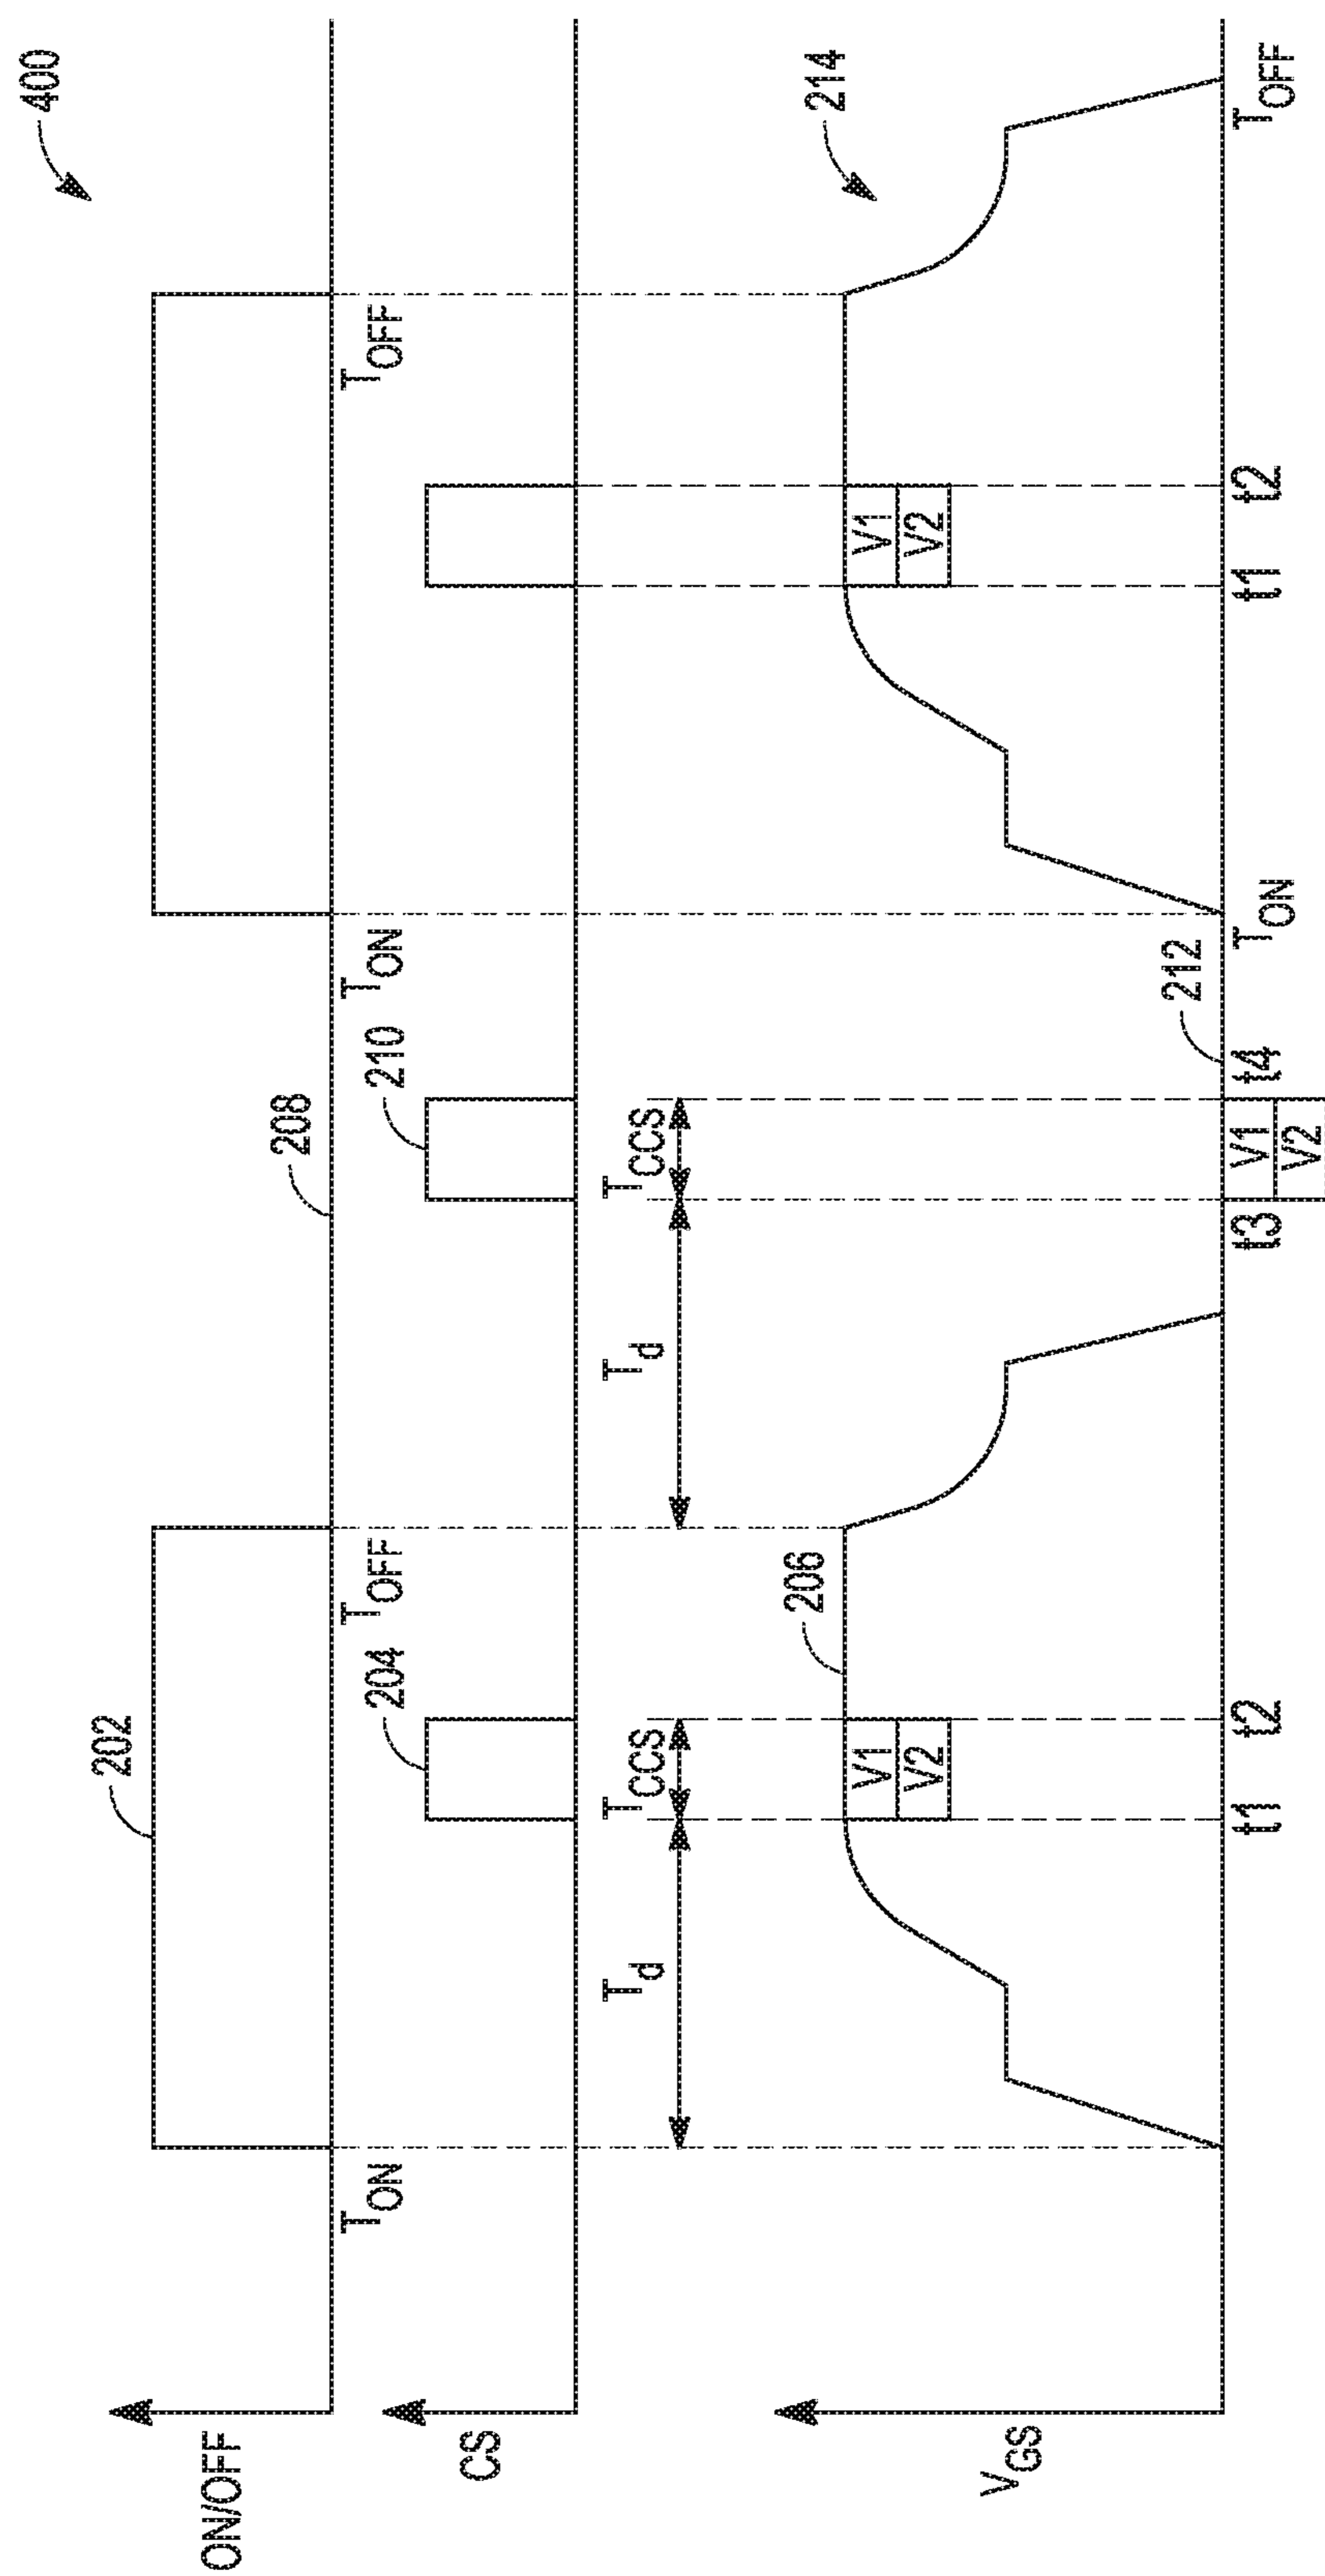 400
ON/OFF
202
208
T_ON
T_OFF
T_ON
T_OFF
CS
204
210
T_d
T_CCS
T_d
T_CCS
V_GS
206
214
V1
V2
V1
V2
212
t1
t2
t3
V1
V2
t4
T_ON
t1
t2
T_OFF